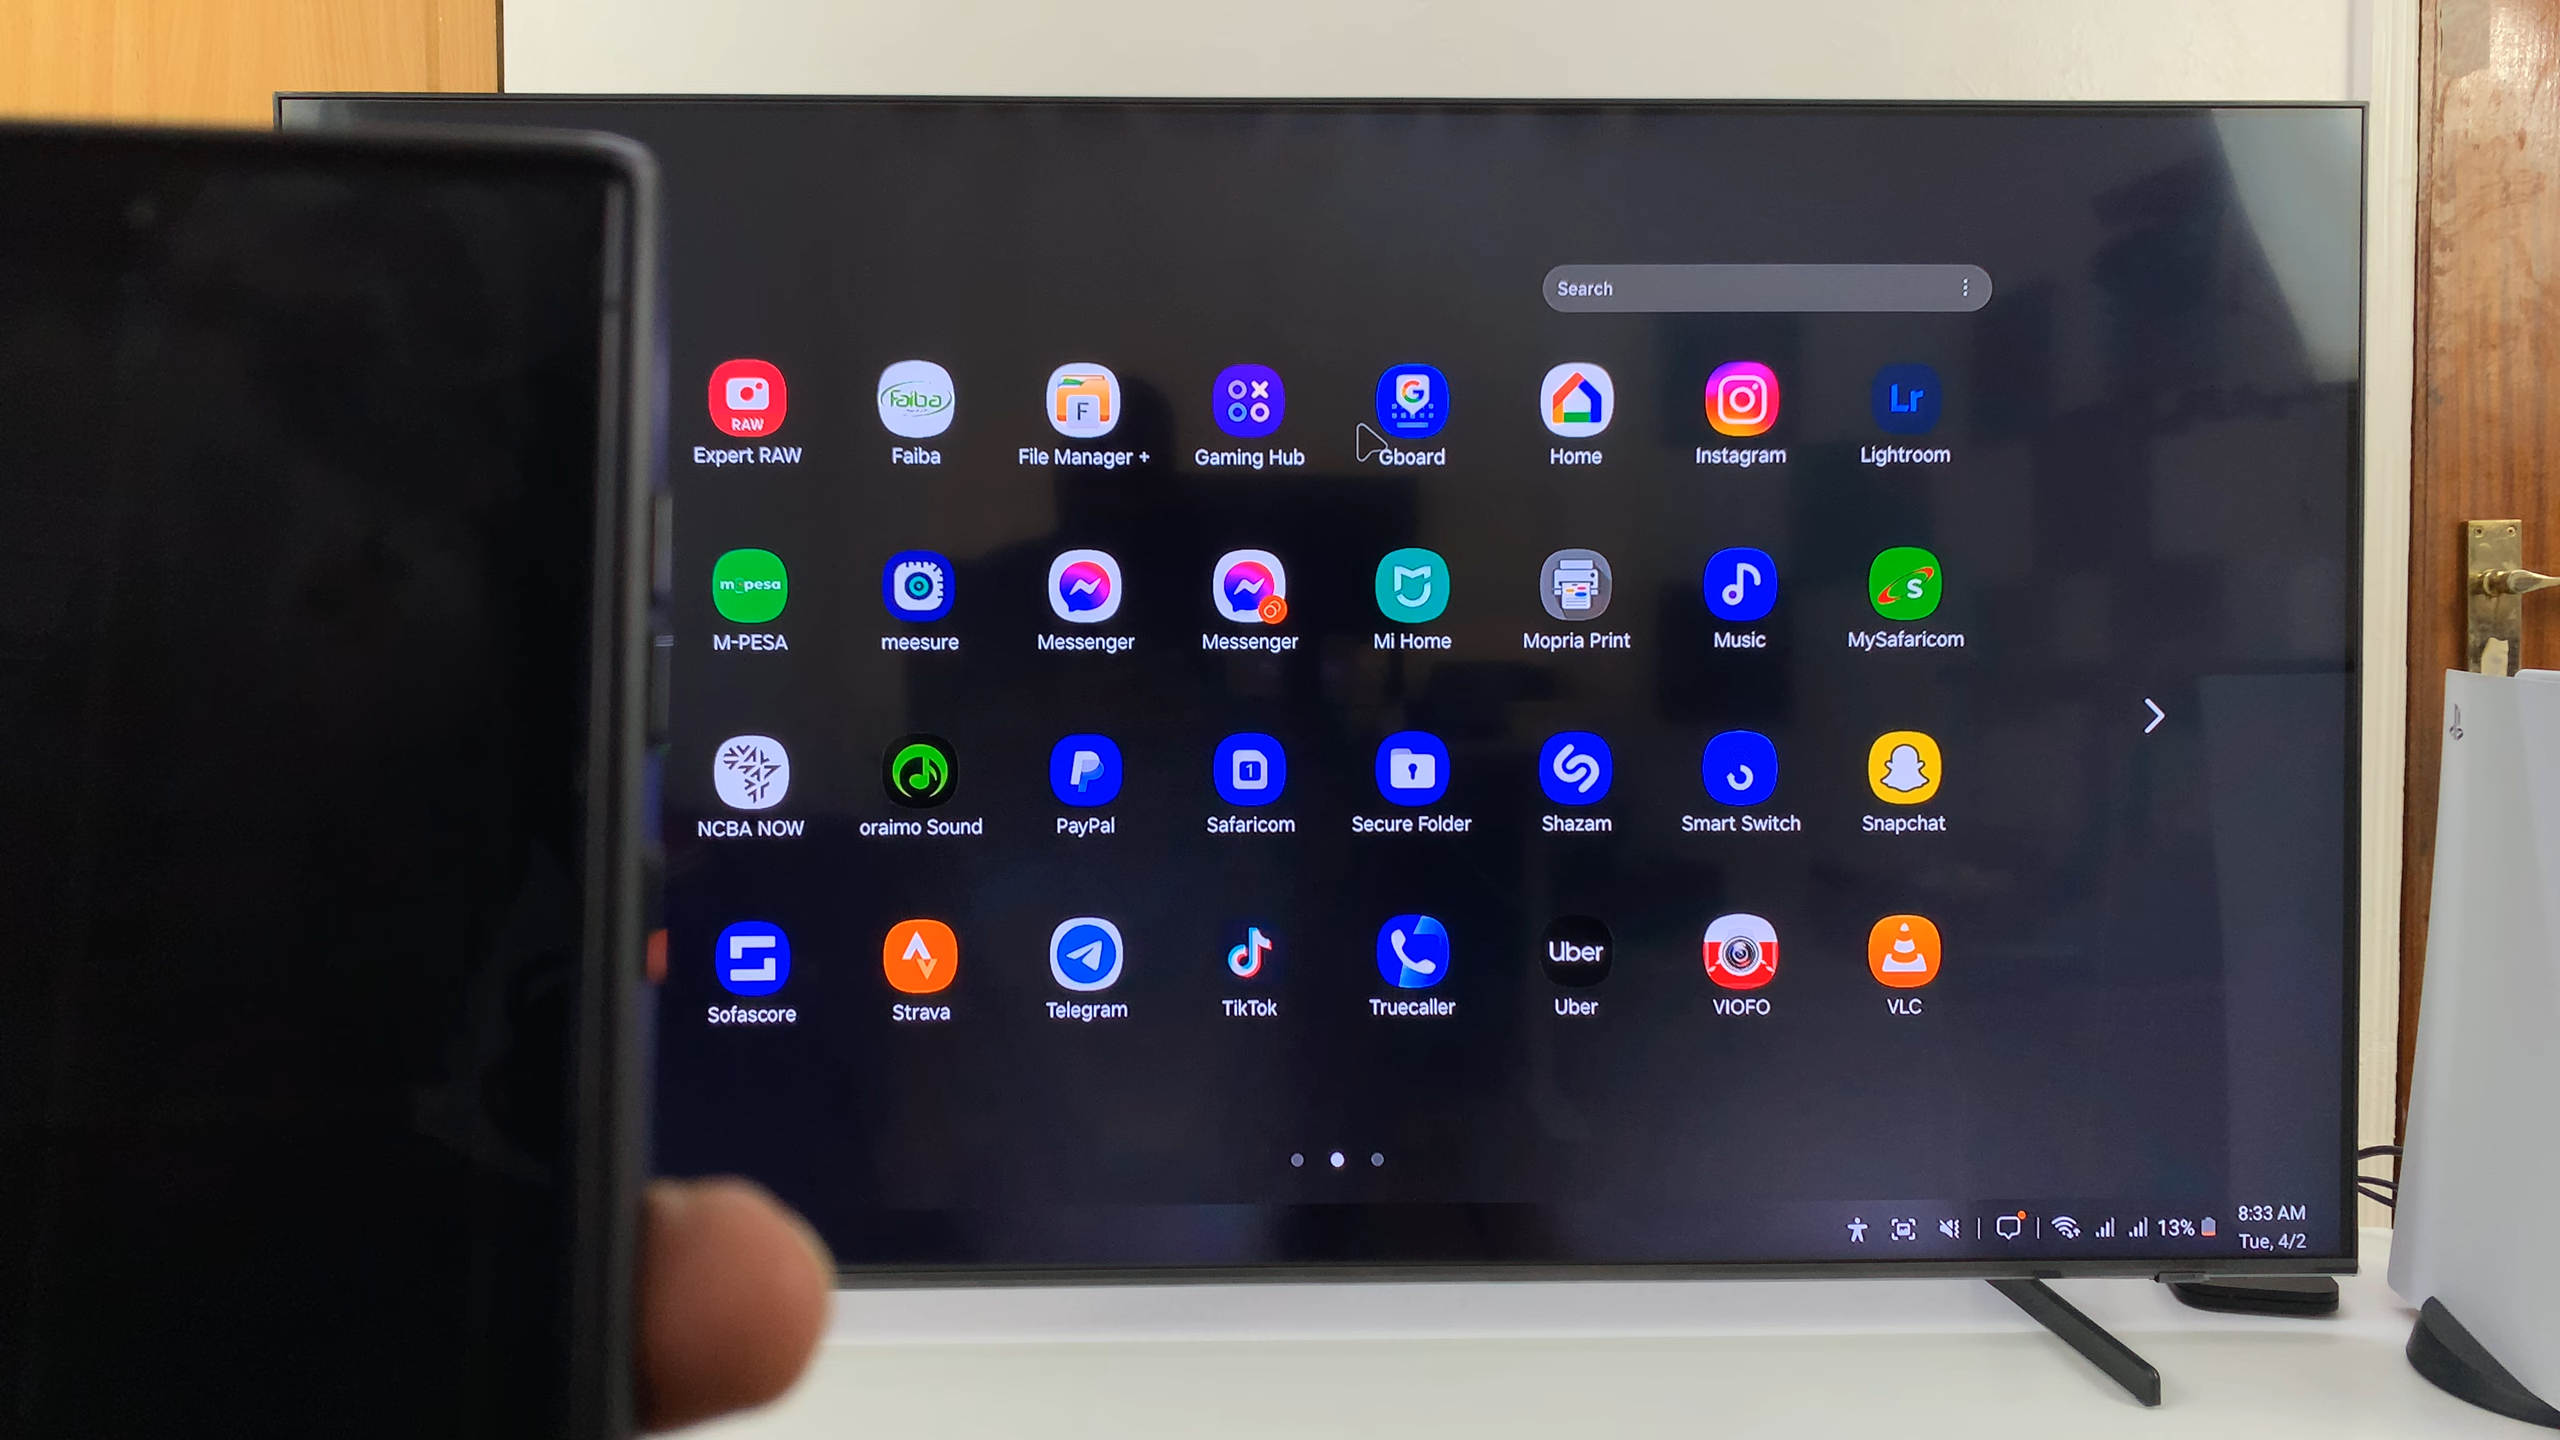 Search
RAW
Faiba
F
G
Lr
Expert RAW
Faiba
File Manager +
Gaming Hub
Gboard
Home
Instagram
Lightroom
m-pesa
S
M-PESA
meesure
Messenger
Messenger
Mi Home
Mopria Print
Music
MySafaricom
1
NCBA NOW
oraimo Sound
PayPal
Safaricom
Secure Folder
Shazam
Smart Switch
Snapchat
Uber
Sofascore
Strava
Telegram
TikTok
Truecaller
Uber
VIOFO
VLC
13%
8:33 AM
Tue, 4/2